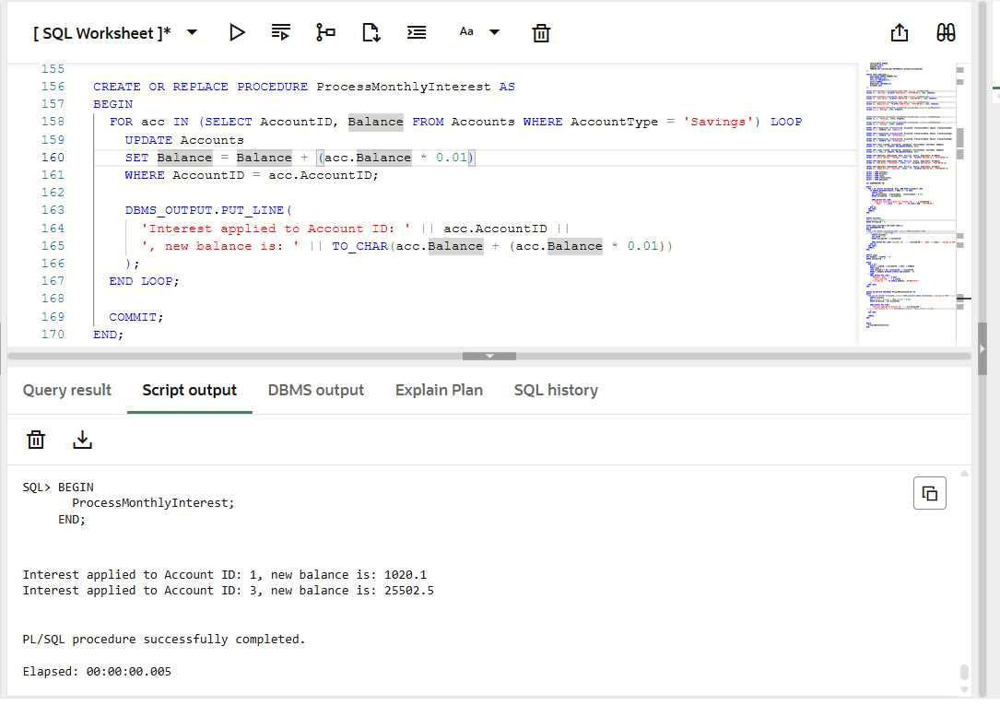 [ SQL Worksheet ]*
Aa
155
156 CREATE OR REPLACE PROCEDURE ProcessMonthlyInterest AS
157 BEGIN
158 FOR acc IN (SELECT AccountID, Balance FROM Accounts WHERE AccountType = 'Savings') LOOP
159 UPDATE Accounts
160 SET Balance = Balance + (acc.Balance * 0.01)
161 WHERE AccountID = acc.AccountID;
162
163 DBMS_OUTPUT.PUT_LINE(
164 'Interest applied to Account ID: ' || acc.AccountID ||
165 ', new balance is: ' || TO_CHAR(acc.Balance + (acc.Balance * 0.01))
166 );
167 END LOOP;
168
169 COMMIT;
170 END;
Query result Script output DBMS output Explain Plan SQL history
SQL> BEGIN
ProcessMonthlyInterest;
END;
Interest applied to Account ID: 1, new balance is: 1020.1
Interest applied to Account ID: 3, new balance is: 25502.5
PL/SQL procedure successfully completed.
Elapsed: 00:00:00.005